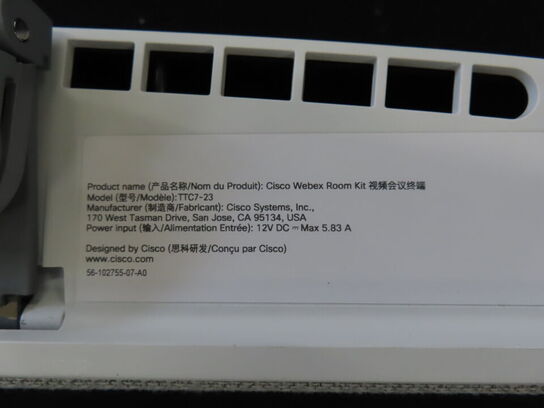 Product name (产品名称/Nom du Produit): Cisco Webex Room Kit 视频会议终端
Model (型号/Modèle): TTC7-23
Manufacturer (制造商/Fabricant): Cisco Systems, Inc.,
170 West Tasman Drive, San Jose, CA 95134, USA
Power input (输入/Alimentation Entrée): 12V DC ⎓ Max 5.83 A
Designed by Cisco (思科研发/Conçu par Cisco)
www.cisco.com
56-102755-07-A0